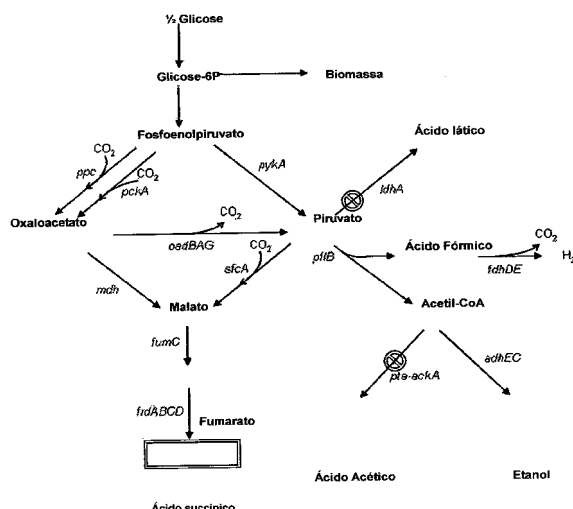 ½ Glicose
Glicose-6P
Biomassa
Fosfoenolpiruvato
Ácido lático
CO2
ppc
CO2
pckA
pykA
ldhA
Oxaloacetato
CO2
oadBAG
Piruvato
CO2
sfcA
pflB
Ácido Fórmico
CO2
fdhDE
H2
mdh
Malato
Acetil-CoA
fumC
pta-ackA
adhEC
frdABCD
Fumarato
Ácido Acético
Etanol
Ácido succínico